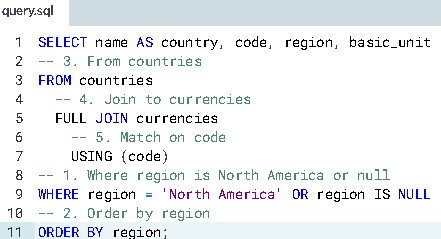 query.sql
1 SELECT name AS country, code, region, basic_unit
2 -- 3. From countries
3 FROM countries
4 -- 4. Join to currencies
5 FULL JOIN currencies
6 -- 5. Match on code
7 USING (code)
8 -- 1. Where region is North America or null
9 WHERE region = 'North America' OR region IS NULL
10 -- 2. Order by region
11 ORDER BY region;